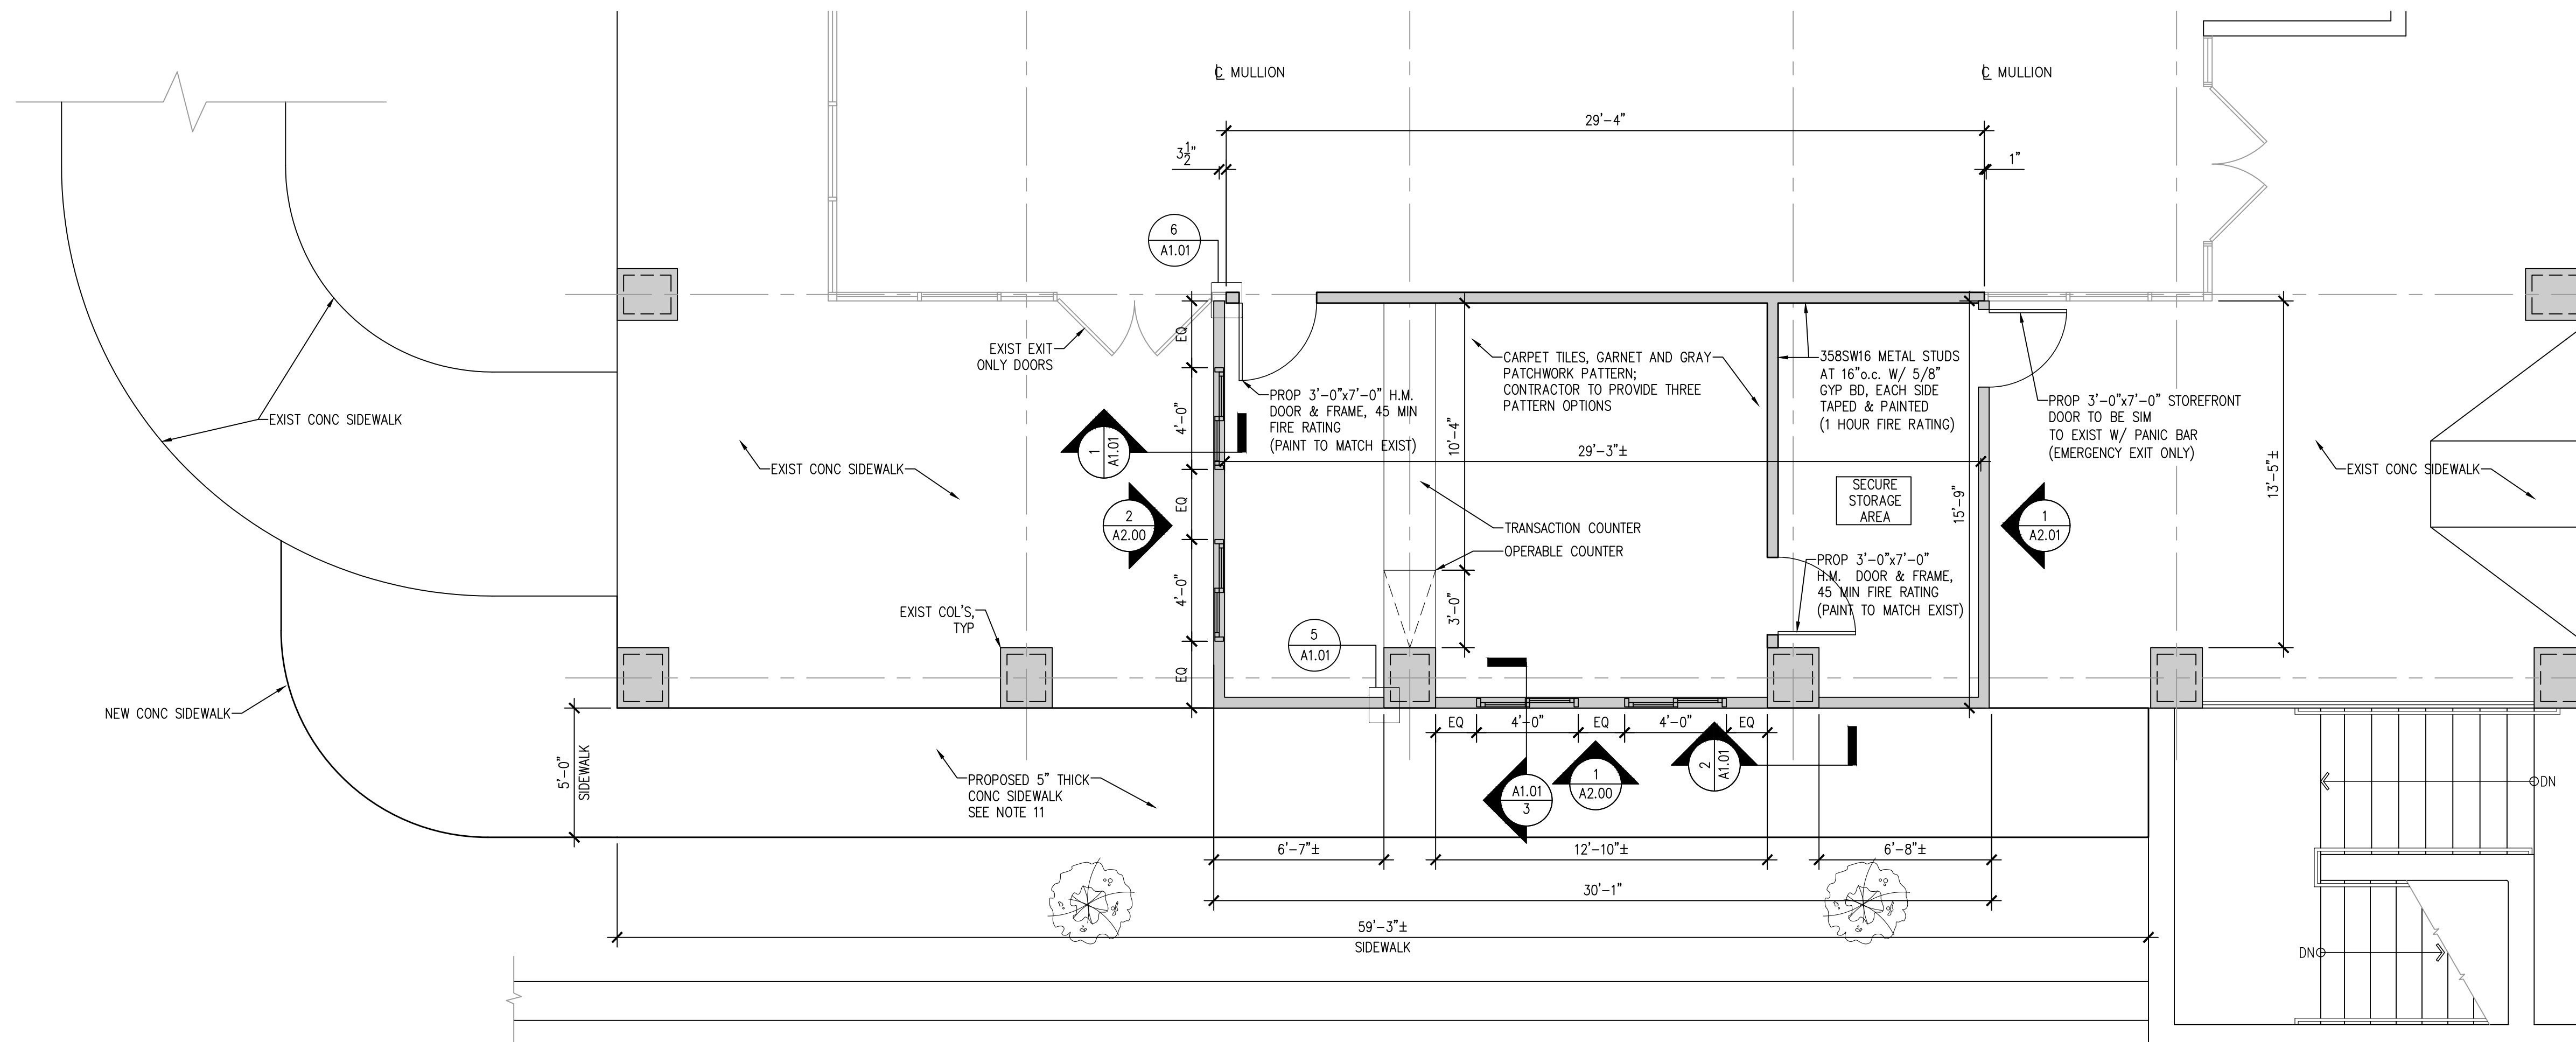 ℄ MULLION
℄ MULLION
29'-4"
3 1/2"
1"
6
A1.01
EXIST EXIT
ONLY DOORS
EQ
4'-0"
EQ
4'-0"
EQ
PROP 3'-0"x7'-0" H.M.
DOOR & FRAME, 45 MIN
FIRE RATING
(PAINT TO MATCH EXIST)
CARPET TILES, GARNET AND GRAY
PATCHWORK PATTERN;
CONTRACTOR TO PROVIDE THREE
PATTERN OPTIONS
358SW16 METAL STUDS
AT 16"o.c. W/ 5/8"
GYP BD, EACH SIDE
TAPED & PAINTED
(1 HOUR FIRE RATING)
PROP 3'-0"x7'-0" STOREFRONT
DOOR TO BE SIM
TO EXIST W/ PANIC BAR
(EMERGENCY EXIT ONLY)
EXIST CONC SIDEWALK
EXIST CONC SIDEWALK
EXIST CONC SIDEWALK
1
A1.01
10'-4"
29'-3"±
13'-5"±
15'-9"
SECURE
STORAGE
AREA
2
A2.00
1
A2.01
TRANSACTION COUNTER
OPERABLE COUNTER
PROP 3'-0"x7'-0"
H.M. DOOR & FRAME,
45 MIN FIRE RATING
(PAINT TO MATCH EXIST)
3'-0"
EXIST COL'S,
TYP
5
A1.01
NEW CONC SIDEWALK
EQ
4'-0"
EQ
4'-0"
EQ
5'-0"
SIDEWALK
PROPOSED 5" THICK
CONC SIDEWALK
SEE NOTE 11
A1.01
3
1
A2.00
2
A1.01
DN
6'-7"±
12'-10"±
6'-8"±
30'-1"
59'-3"±
SIDEWALK
DN